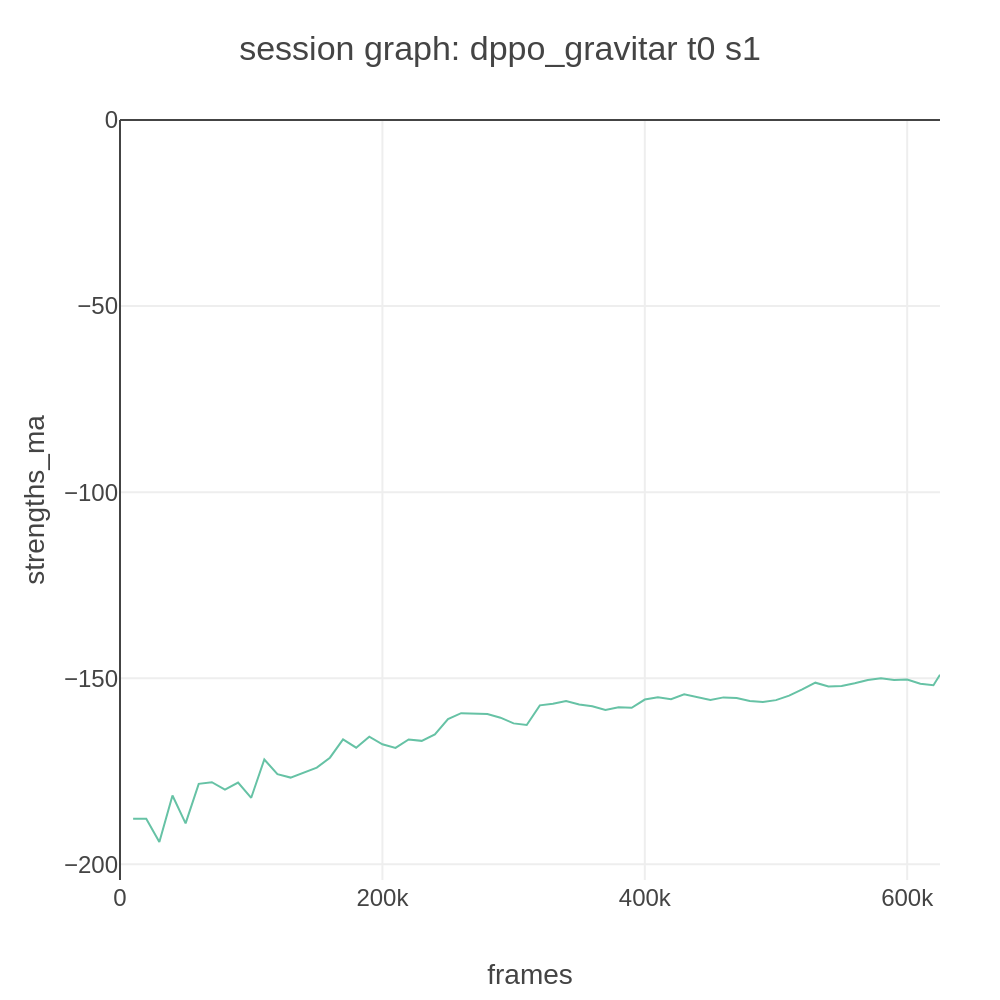 session graph: dppo_gravitar t0 s1
0
−50
−100
−150
−200
strengths_ma
0
200k
400k
600k
frames